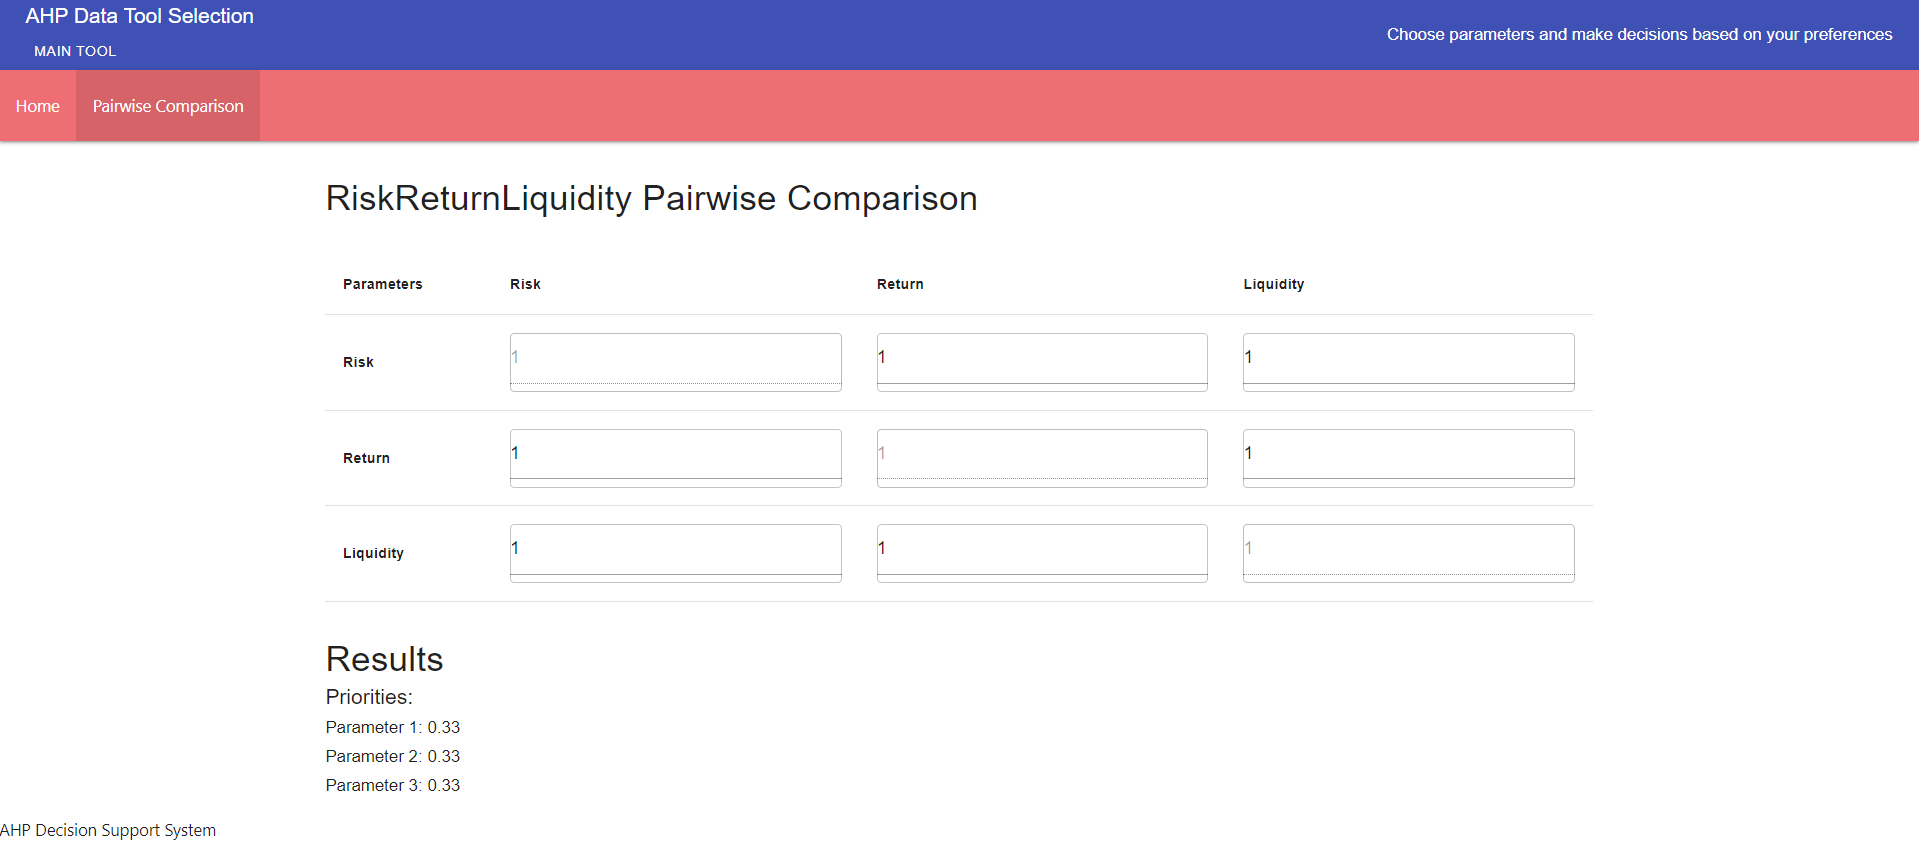 AHP Data Tool Selection
MAIN TOOL
Choose parameters and make decisions based on your preferences
Home Pairwise Comparison
RiskReturnLiquidity Pairwise Comparison
Parameters Risk Return Liquidity
Risk 1 1 1
Return 1 1 1
Liquidity 1 1 1
Results
Priorities:
Parameter 1: 0.33
Parameter 2: 0.33
Parameter 3: 0.33
AHP Decision Support System